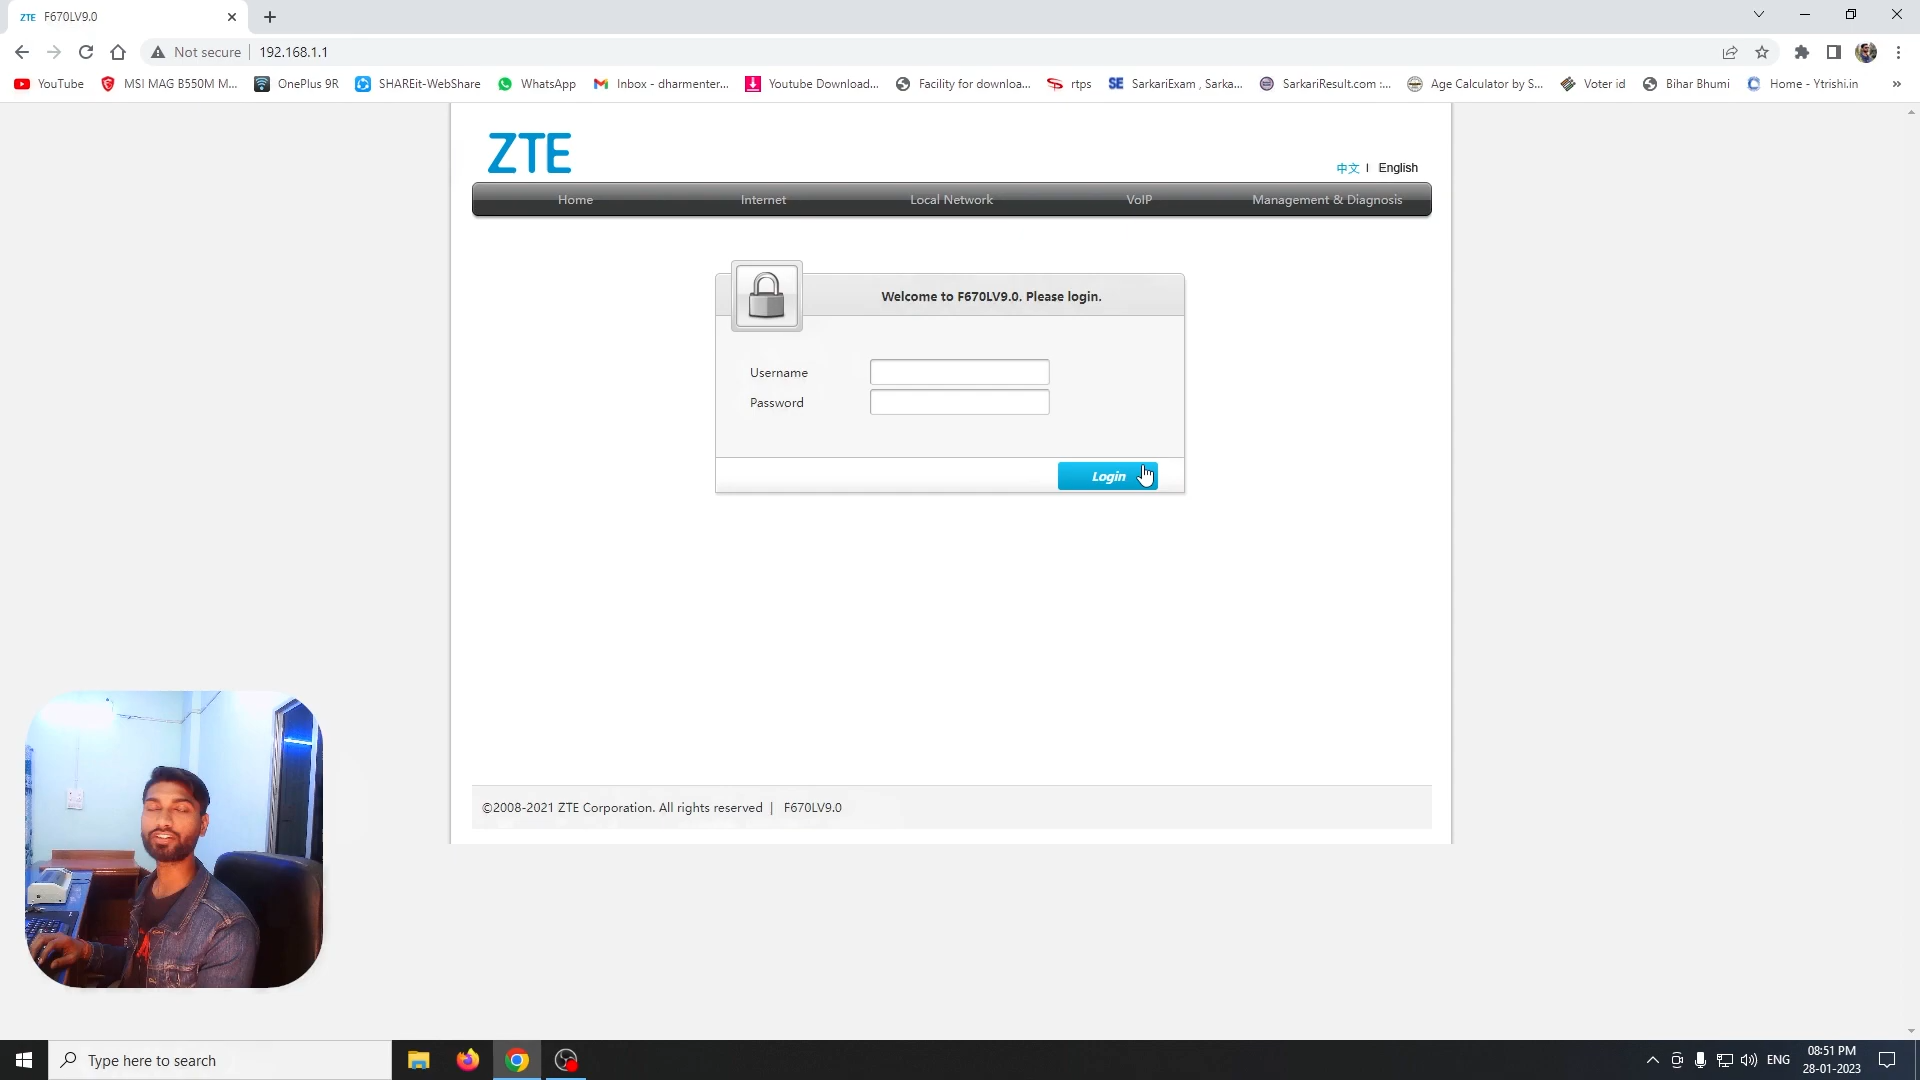 ZTE F670LV9.0
Not secure 192.168.1.1
YouTube MSI MAG B550M M... OnePlus 9R SHAREit-WebShare WhatsApp Inbox - dharmenter... Youtube Download... Facility for downloa... rtps SE SarkariExam , Sarka... SarkariResult.com :... Age Calculator by S... Voter id Bihar Bhumi Home - Ytrishi.in »
ZTE
中文 | English
Home Internet Local Network VoIP Management & Diagnosis
Welcome to F670LV9.0. Please login.
Username
Password
Login
©2008-2021 ZTE Corporation. All rights reserved | F670LV9.0
Type here to search
ENG
08:51 PM
28-01-2023